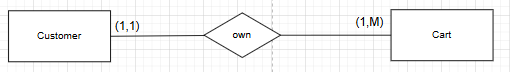 (1,1)
(1,M)
Customer
own
Cart